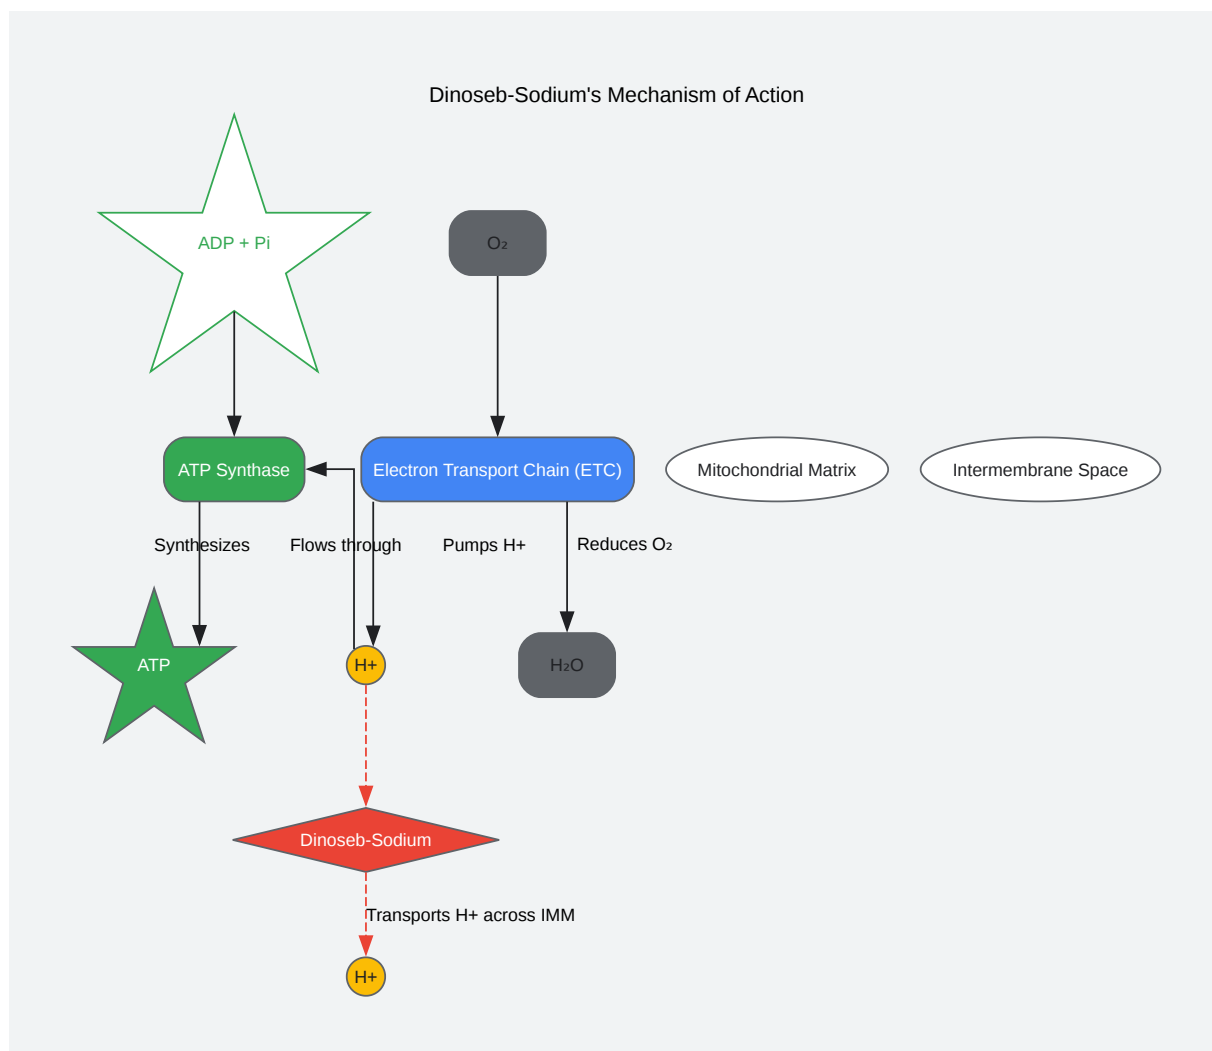 Dinoseb-Sodium's Mechanism of Action
ADP + Pi
O₂
ATP Synthase
Electron Transport Chain (ETC)
Mitochondrial Matrix
Intermembrane Space
Synthesizes
Flows through
Pumps H+
Reduces O₂
ATP
H+
H₂O
Dinoseb-Sodium
Transports H+ across IMM
H+